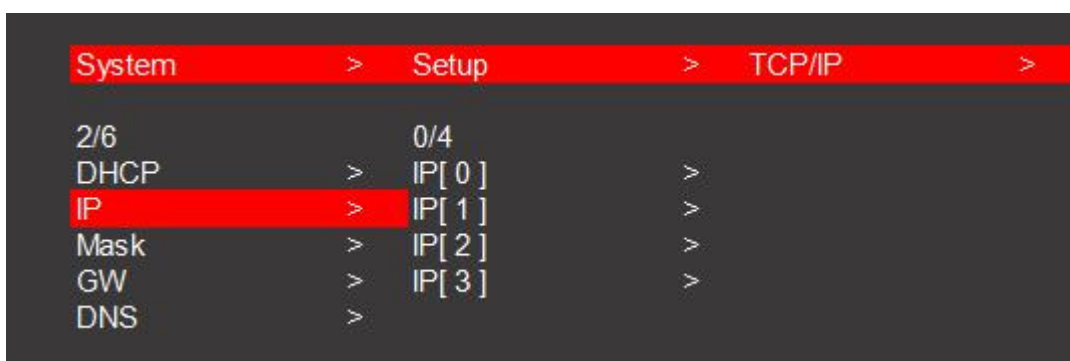 System > Setup > TCP/IP >
2/6 0/4
DHCP > IP[ 0 ] >
IP > IP[ 1 ] >
Mask > IP[ 2 ] >
GW > IP[ 3 ] >
DNS >